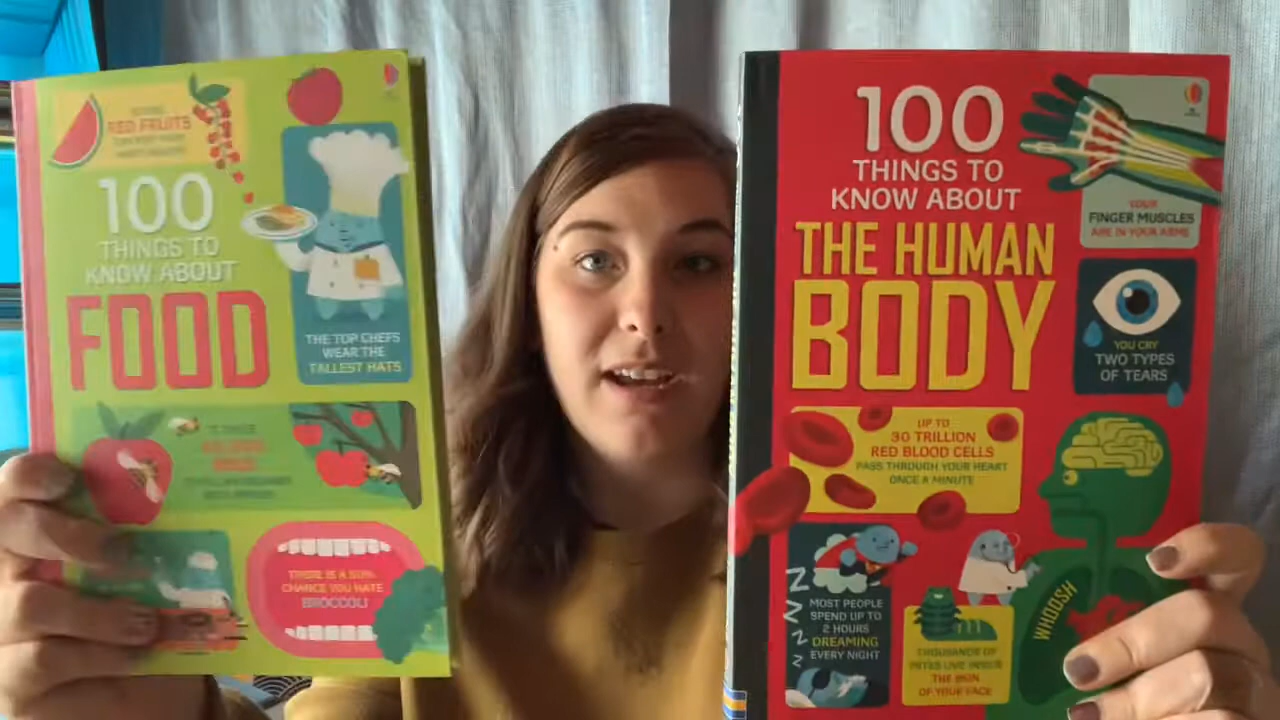 RED FRUITS
100
THINGS TO
KNOW ABOUT
FOOD
THE TOP CHEFS
WEAR THE
TALLEST HATS
THERE IS A 50%
CHANCE YOU HATE
BROCCOLI
100
THINGS TO
KNOW ABOUT
THE HUMAN
BODY
YOUR
FINGER MUSCLES
ARE IN YOUR ARMS
YOU CRY
TWO TYPES
OF TEARS
UP TO
30 TRILLION
RED BLOOD CELLS
PASS THROUGH YOUR HEART
ONCE A MINUTE
Z
Z
Z
Z
MOST PEOPLE
SPEND UP TO
2 HOURS
DREAMING
EVERY NIGHT
WHOOSH
THOUSANDS OF
MITES LIVE INSIDE
THE SKIN
OF YOUR FACE